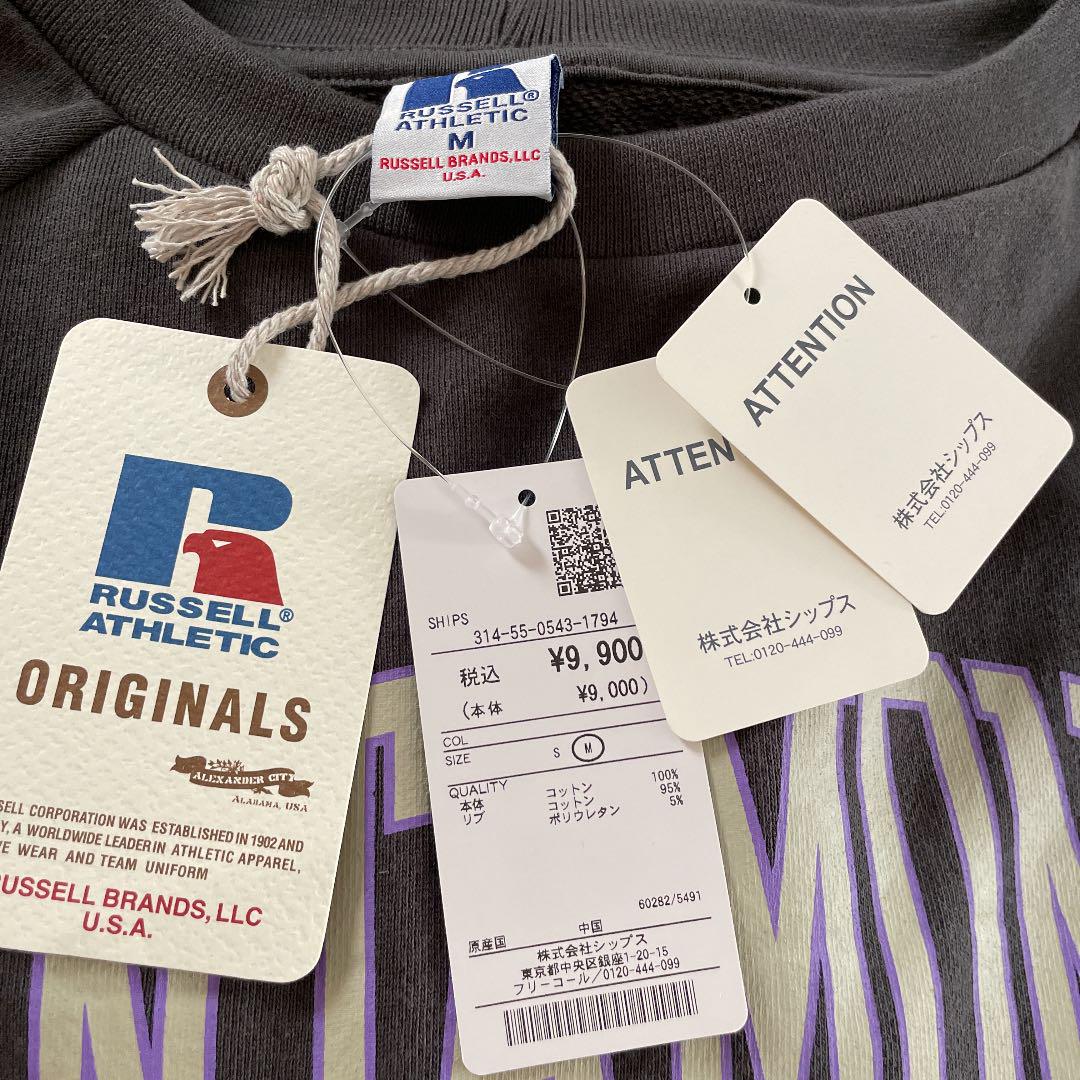 RUSSELL®
ATHLETIC
M
RUSSELL BRANDS, LLC
U.S.A.
RUSSELL®
ATHLETIC
ORIGINALS
ALEXANDER CITY
ALABAMA, USA
CORPORATION WAS ESTABLISHED IN 1902 AND
A WORLDWIDE LEADER IN ATHLETIC APPAREL,
WEAR AND TEAM UNIFORM
RUSSELL BRANDS, LLC
U.S.A.
SHIPS
314-55-0543-1794
税込 ¥9,900
(本体 ¥9,000)
COL
SIZE S M
QUALITY
本体 コットン 100%
リブ コットン 95%
ポリウレタン 5%
60282/5491
原産国 中国
株式会社シップス
東京都中央区銀座1-20-15
フリーコール/0120-444-099
ATTEN
株式会社シップス
TEL:0120-444-099
ATTENTION
株式会社シップス
TEL:0120-444-099